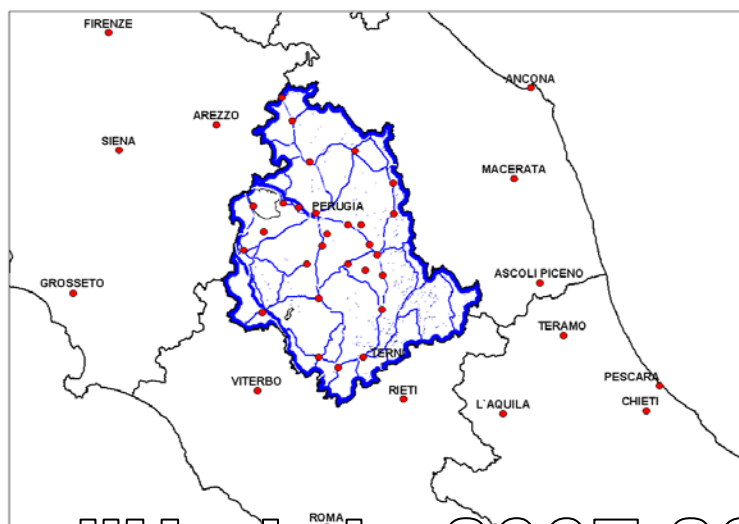 FIRENZE
ANCONA
AREZZO
SIENA
MACERATA
PERUGIA
GROSSETO
ASCOLI PICENO
TERAMO
TERNI
PESCARA
VITERBO
RIETI
CHIETI
L`AQUILA
ROMA